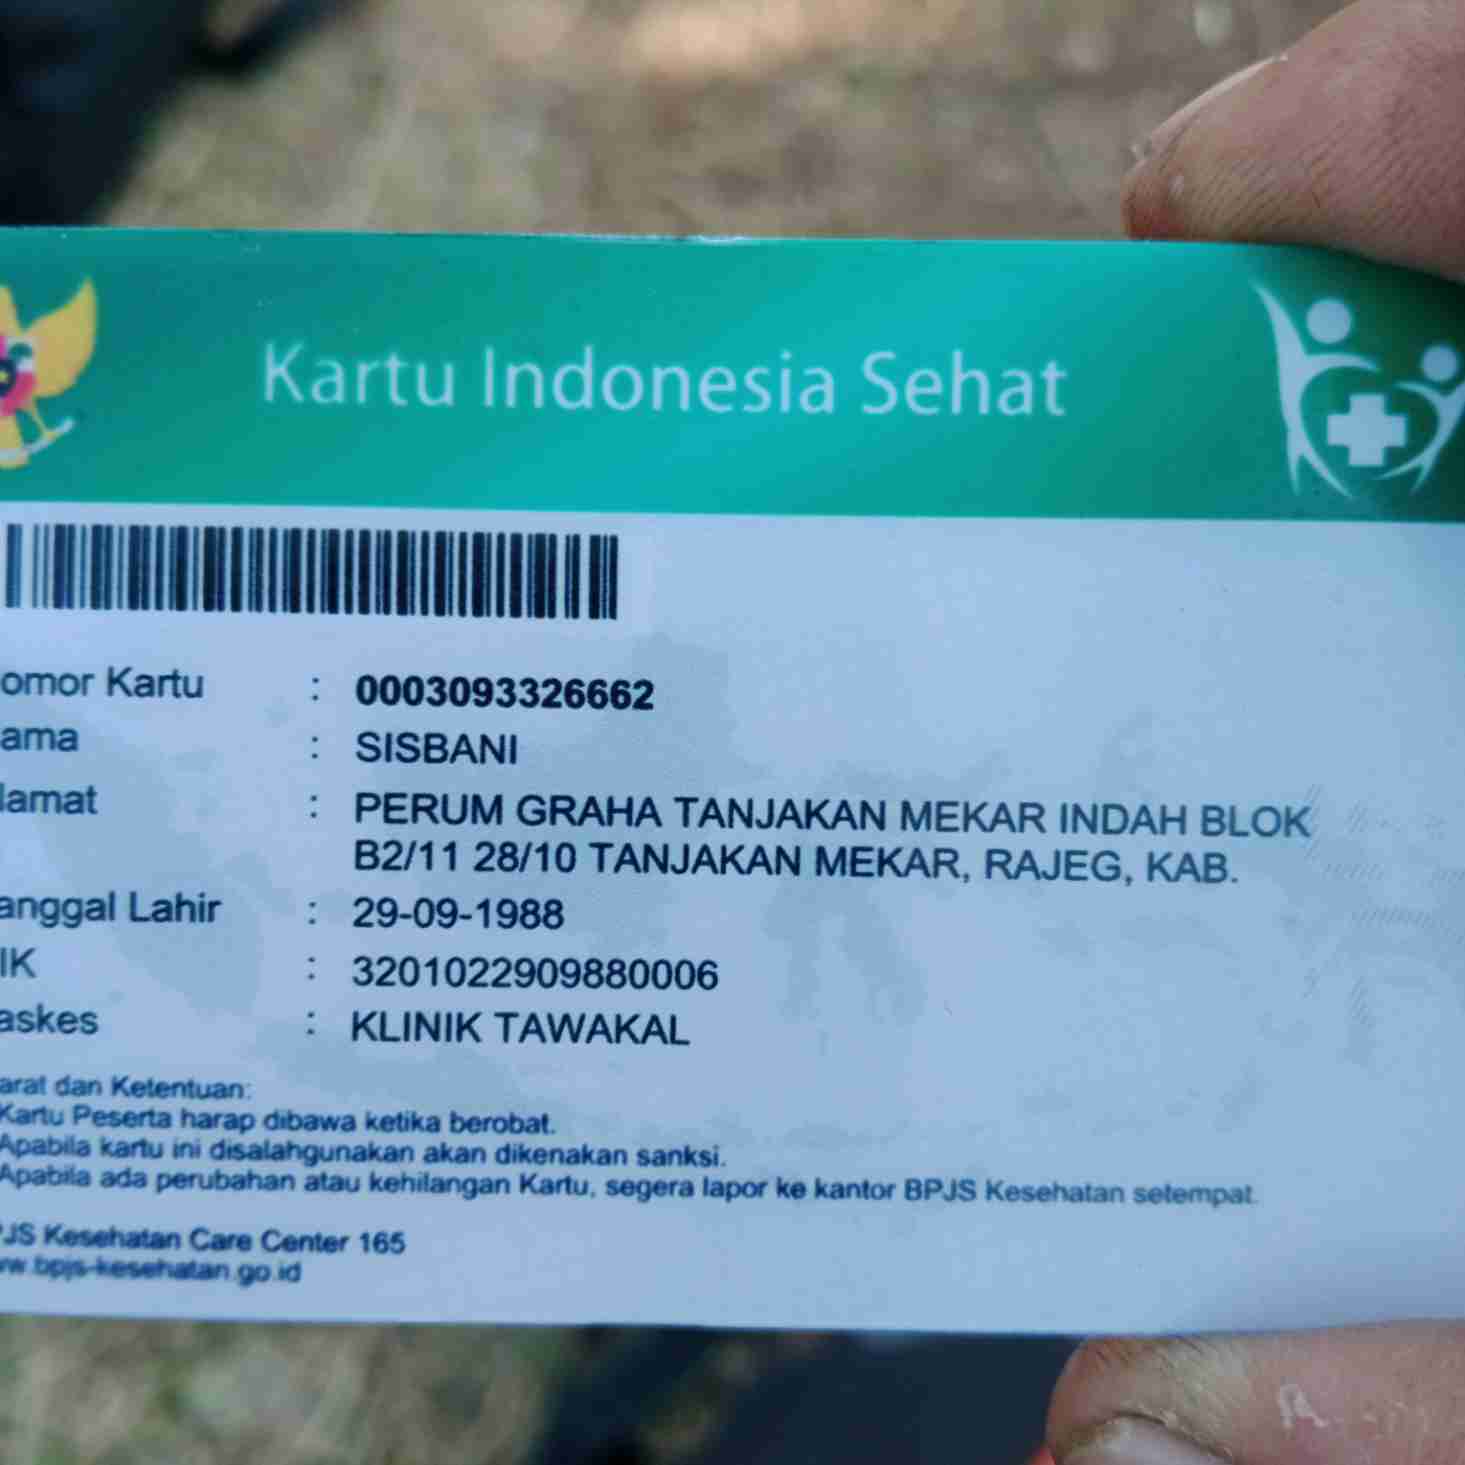 Kartu Indonesia Sehat
omor Kartu : 0003093326662
ama : SISBANI
lamat : PERUM GRAHA TANJAKAN MEKAR INDAH BLOK
B2/11 28/10 TANJAKAN MEKAR, RAJEG, KAB.
anggal Lahir : 29-09-1988
IK : 3201022909880006
askes : KLINIK TAWAKAL
arat dan Ketentuan:
Kartu Peserta harap dibawa ketika berobat.
Apabila kartu ini disalahgunakan akan dikenakan sanksi.
Apabila ada perubahan atau kehilangan Kartu, segera lapor ke kantor BPJS Kesehatan setempat.
PJS Kesehatan Care Center 165
ww.bpjs-kesehatan.go.id